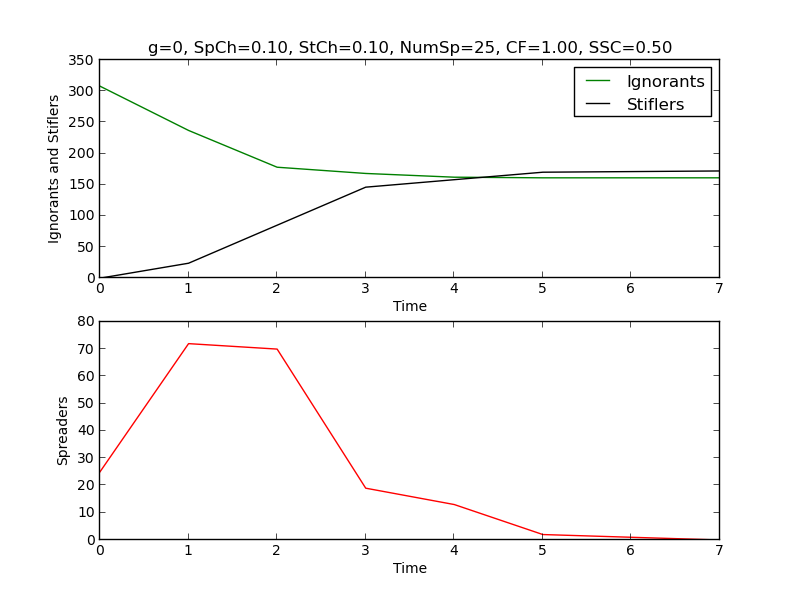 g=0, SpCh=0.10, StCh=0.10, NumSp=25, CF=1.00, SSC=0.50
350
300
250
200
150
100
50
0
Ignorants and Stiflers
Ignorants
Stiflers
0 1 2 3 4 5 6 7
Time
80
70
60
50
40
30
20
10
0
Spreaders
0 1 2 3 4 5 6 7
Time